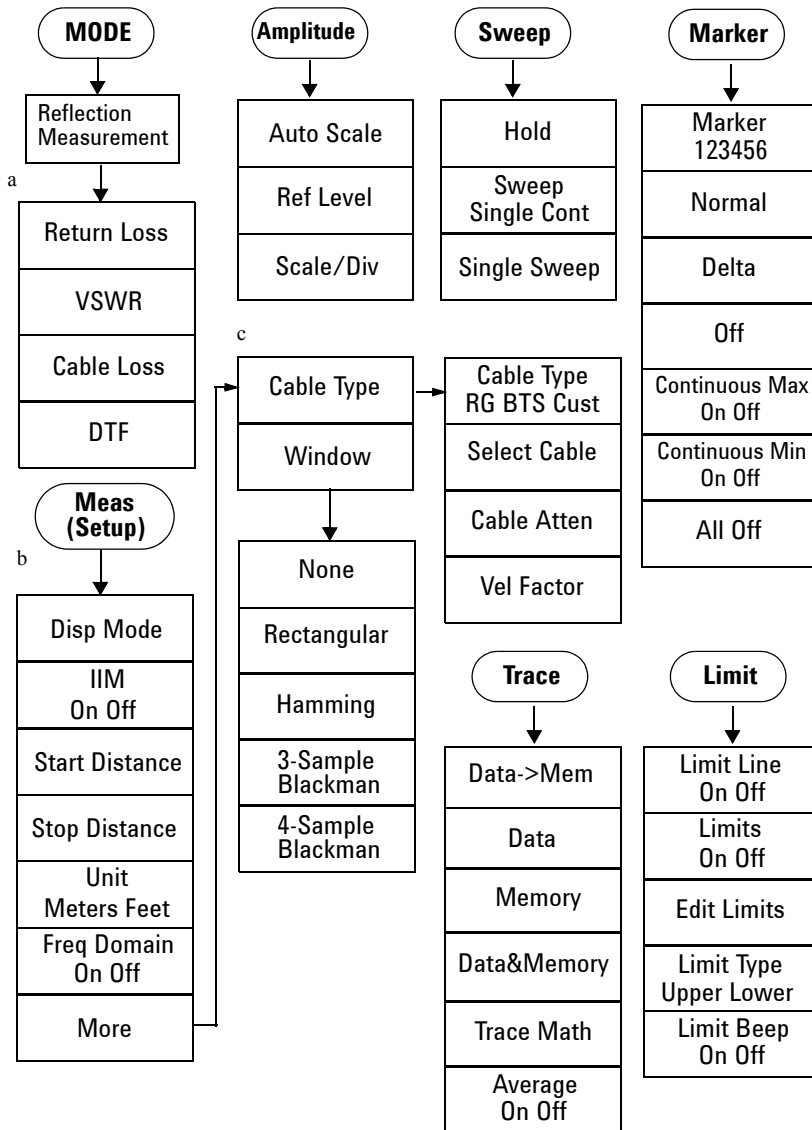 MODE
Reflection
Measurement
a
Return Loss
VSWR
Cable Loss
DTF
Meas
(Setup)
b
Disp Mode
IIM
On Off
Start Distance
Stop Distance
Unit
Meters Feet
Freq Domain
On Off
More
Amplitude
Auto Scale
Ref Level
Scale/Div
c
Cable Type
Window
None
Rectangular
Hamming
3-Sample
Blackman
4-Sample
Blackman
Sweep
Hold
Sweep
Single Cont
Single Sweep
Cable Type
RG BTS Cust
Select Cable
Cable Atten
Vel Factor
Trace
Data->Mem
Data
Memory
Data&Memory
Trace Math
Average
On Off
Marker
Marker
123456
Normal
Delta
Off
Continuous Max
On Off
Continuous Min
On Off
All Off
Limit
Limit Line
On Off
Limits
On Off
Edit Limits
Limit Type
Upper Lower
Limit Beep
On Off